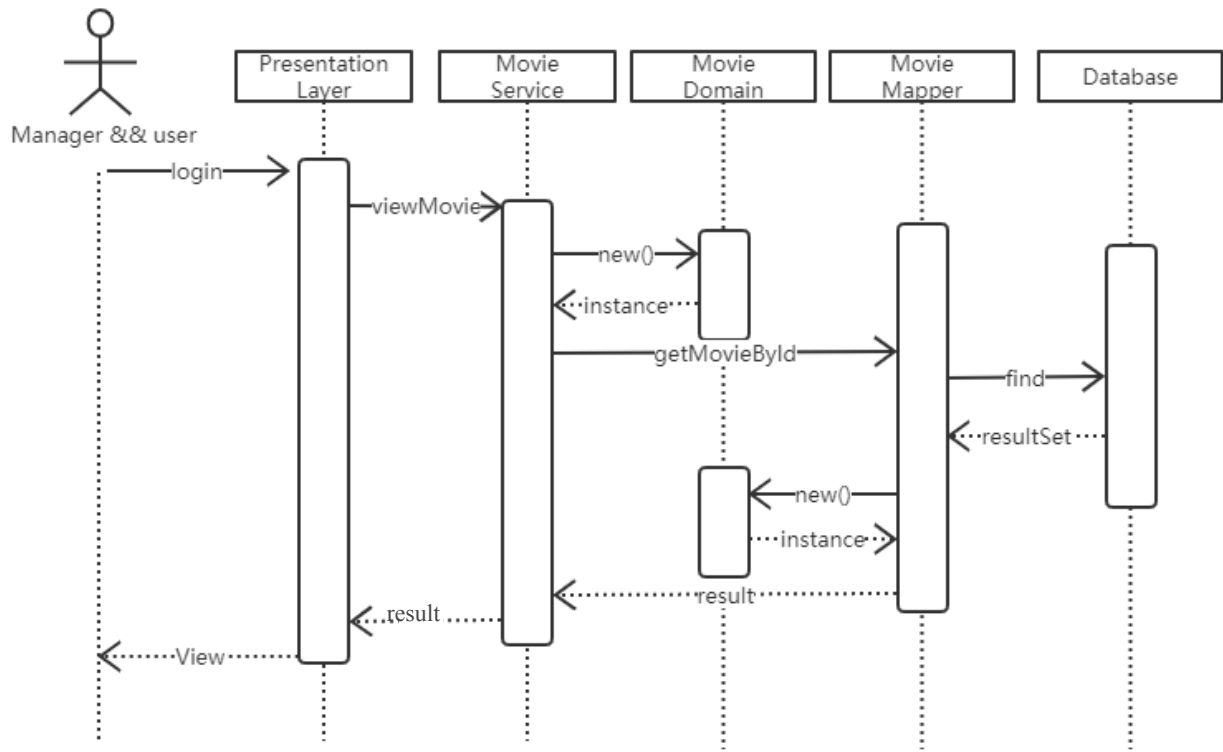 Presentation
Layer
Movie
Service
Movie
Domain
Movie
Mapper
Database
Manager && user
login
viewMovie
new()
instance
getMovieById
find
resultSet
new()
instance
result
result
View